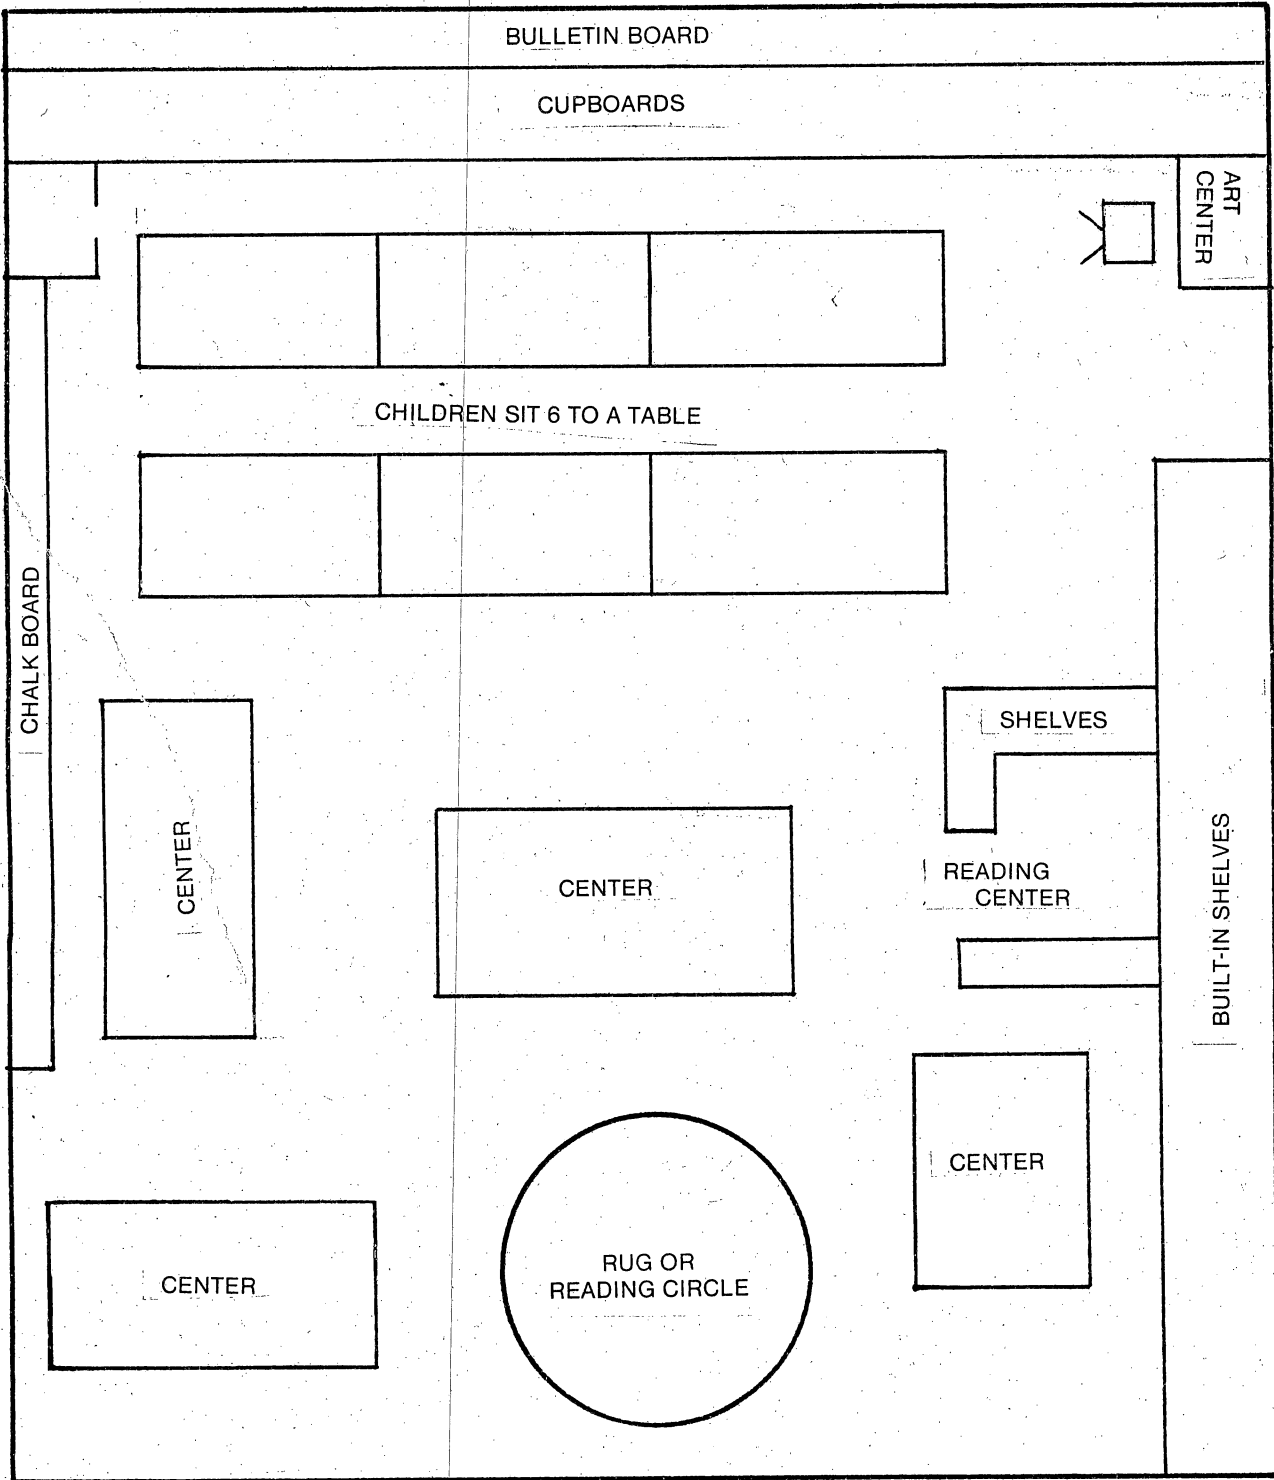 BULLETIN BOARD
CUPBOARDS
ART
CENTER
CHILDREN SIT 6 TO A TABLE
CHALK BOARD
SHELVES
CENTER
CENTER
READING
CENTER
BUILT-IN SHELVES
CENTER
RUG OR
READING CIRCLE
CENTER